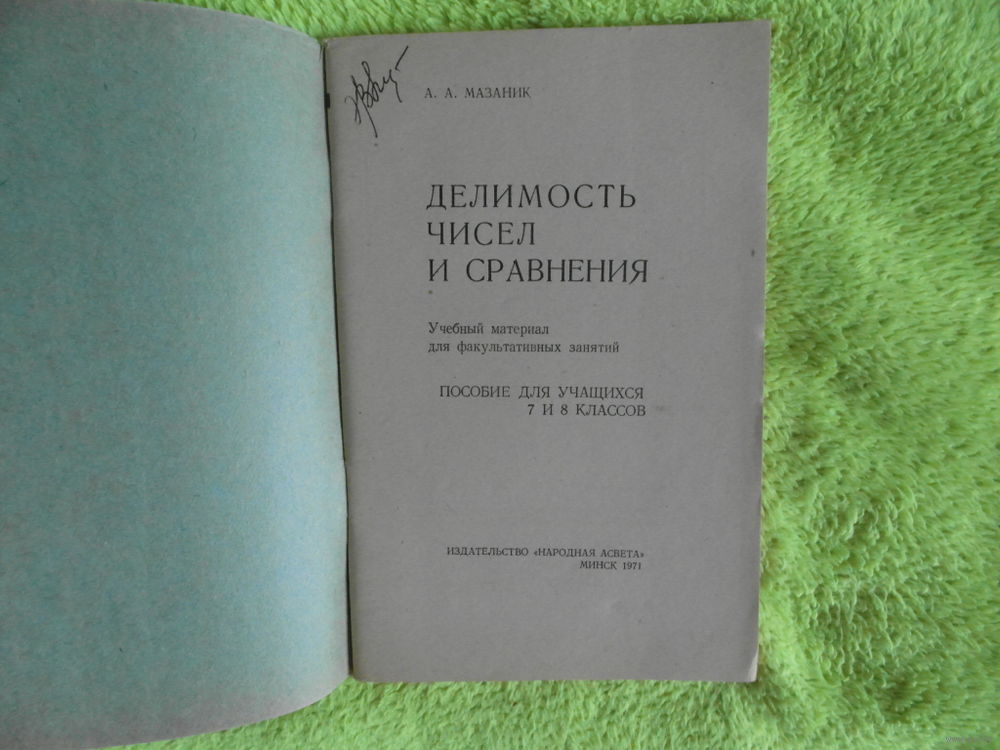 А. А. МАЗАНИК
ДЕЛИМОСТЬ
ЧИСЕЛ
И СРАВНЕНИЯ
Учебный материал
для факультативных занятий
ПОСОБИЕ ДЛЯ УЧАЩИХСЯ
7 И 8 КЛАССОВ
ИЗДАТЕЛЬСТВО «НАРОДНАЯ АСВЕТА»
МИНСК 1971